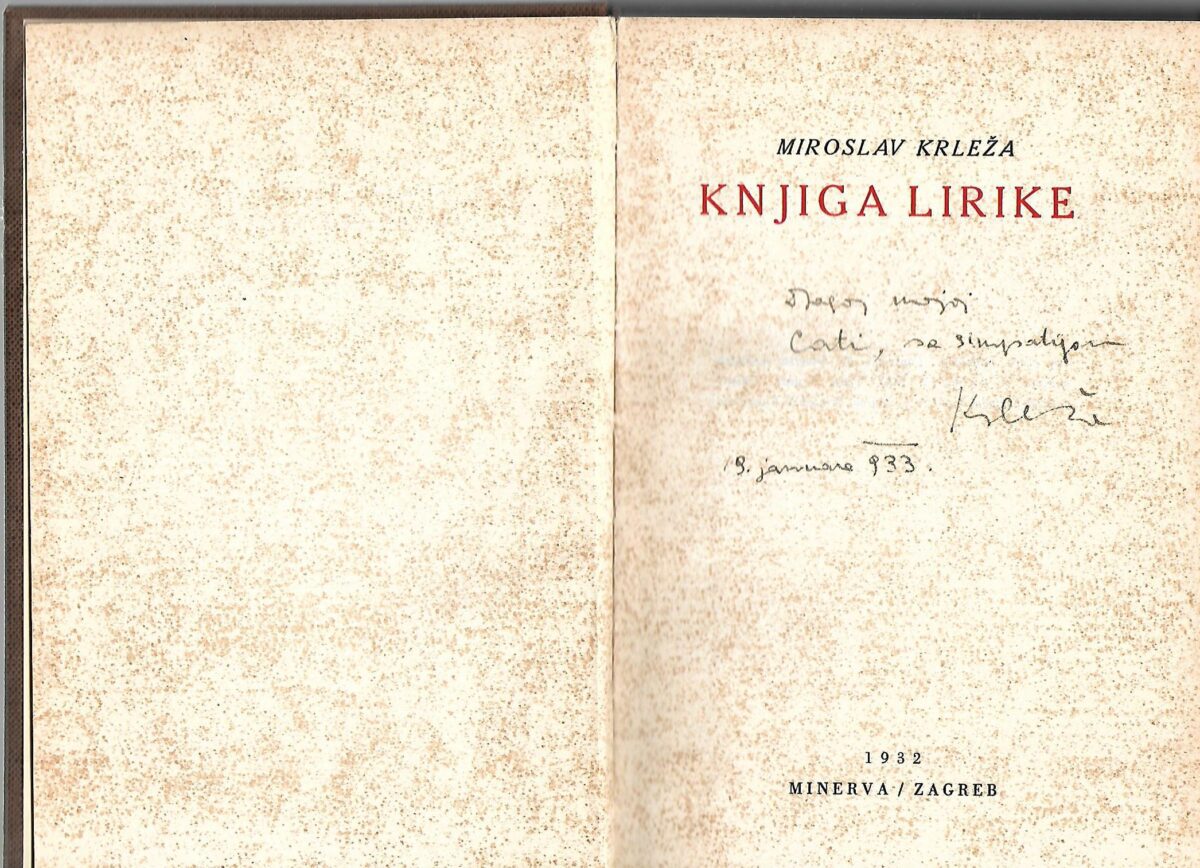 MIROSLAV KRLEŽA
KNJIGA LIRIKE
Dragoj mojoj
Cati, sa simpatijom
Krleža
9. januara 933.
1932
MINERVA / ZAGREB